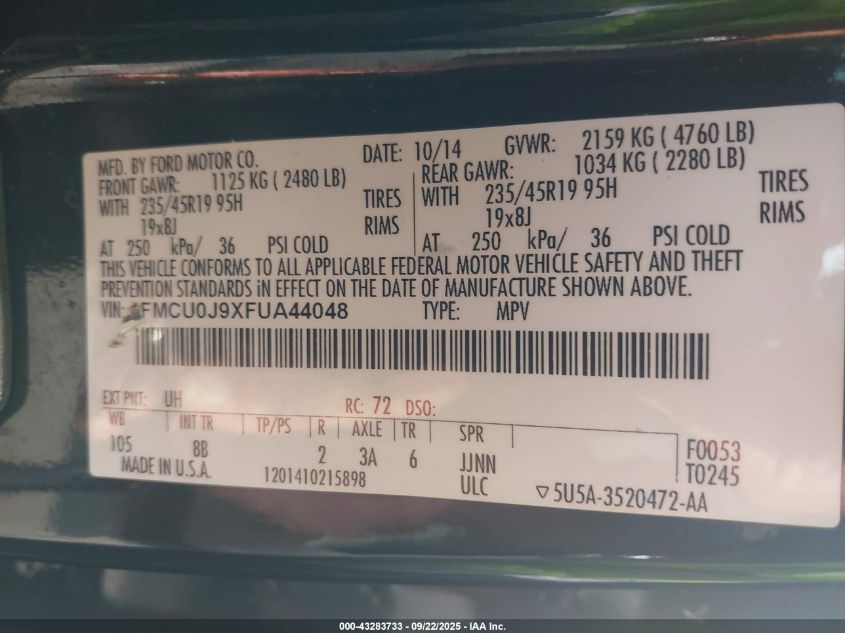 MFD. BY FORD MOTOR CO. DATE: 10/14 GVWR: 2159 KG ( 4760 LB)
FRONT GAWR: 1125 KG ( 2480 LB) REAR GAWR: 1034 KG ( 2280 LB)
WITH 235/45R19 95H TIRES WITH 235/45R19 95H TIRES
19x8J RIMS 19x8J RIMS
AT 250 kPa/ 36 PSI COLD AT 250 kPa/ 36 PSI COLD
THIS VEHICLE CONFORMS TO ALL APPLICABLE FEDERAL MOTOR VEHICLE SAFETY AND THEFT
PREVENTION STANDARDS IN EFFECT ON THE DATE OF MANUFACTURE SHOWN ABOVE.
VIN: FMCU0J9XFUA44048 TYPE: MPV
EXT PNT: UH RC: 72 DSO:
WB INT TR TP/PS R AXLE TR SPR
105 8B 2 3A 6 JJNN F0053
MADE IN U.S.A. 1201410215898 ULC T0245
▽5U5A-3520472-AA
000-43283733 - 09/22/2025 - IAA Inc.